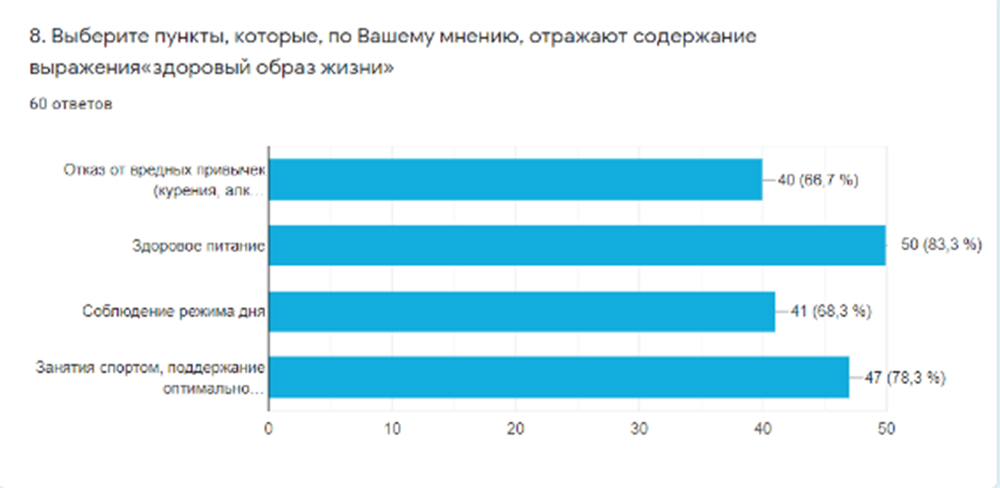 8. Выберите пункты, которые, по Вашему мнению, отражают содержание
выражения«здоровый образ жизни»
60 ответов
Отказ от вредных привычек
(курения, алк...
40 (66,7 %)
Здоровое питание
50 (83,3 %)
Соблюдение режима дня
41 (68,3 %)
Занятия спортом, поддержание
оптимально...
47 (78,3 %)
0 10 20 30 40 50